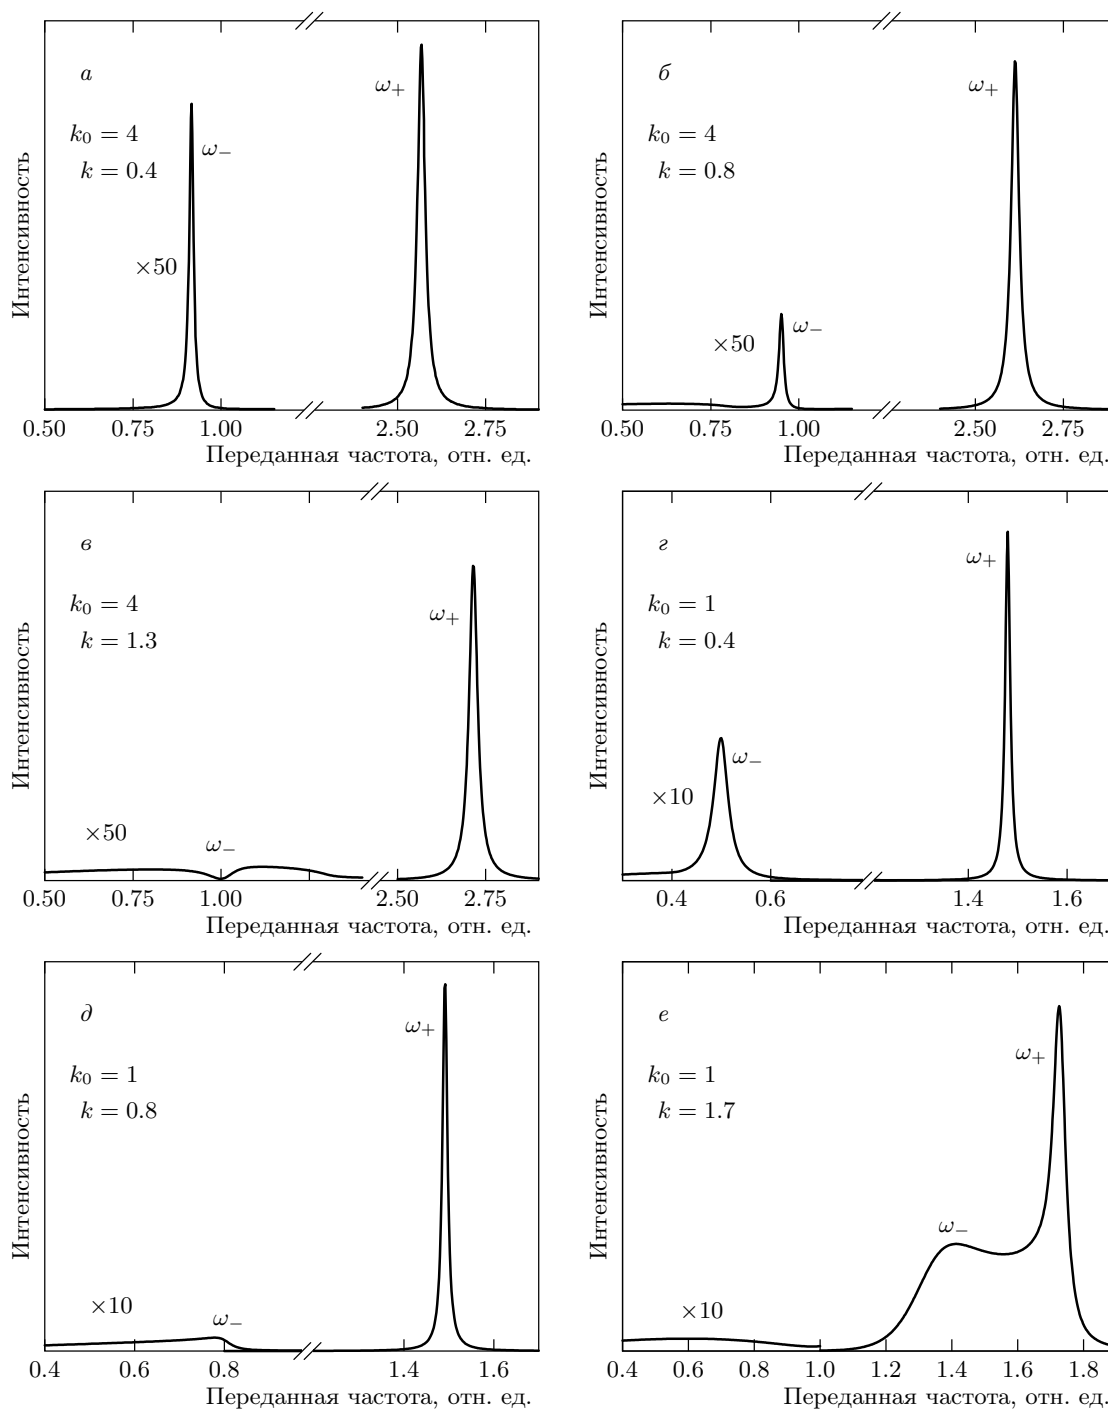 а
k₀ = 4
k = 0.4
ω₋
ω₊
×50
Интенсивность
0.50 0.75 1.00 2.50 2.75
Переданная частота, отн. ед.
б
k₀ = 4
k = 0.8
ω₋
ω₊
×50
Интенсивность
0.50 0.75 1.00 2.50 2.75
Переданная частота, отн. ед.
в
k₀ = 4
k = 1.3
ω₊
×50
ω₋
Интенсивность
0.50 0.75 1.00 2.50 2.75
Переданная частота, отн. ед.
г
k₀ = 1
k = 0.4
ω₊
ω₋
×10
Интенсивность
0.4 0.6 1.4 1.6
Переданная частота, отн. ед.
д
k₀ = 1
k = 0.8
ω₊
×10
ω₋
Интенсивность
0.4 0.8 1.4 1.6
Переданная частота, отн. ед.
е
k₀ = 1
k = 1.7
ω₊
ω₋
×10
Интенсивность
0.4 0.6 0.8 1.0 1.2 1.4 1.6 1.8
Переданная частота, отн. ед.